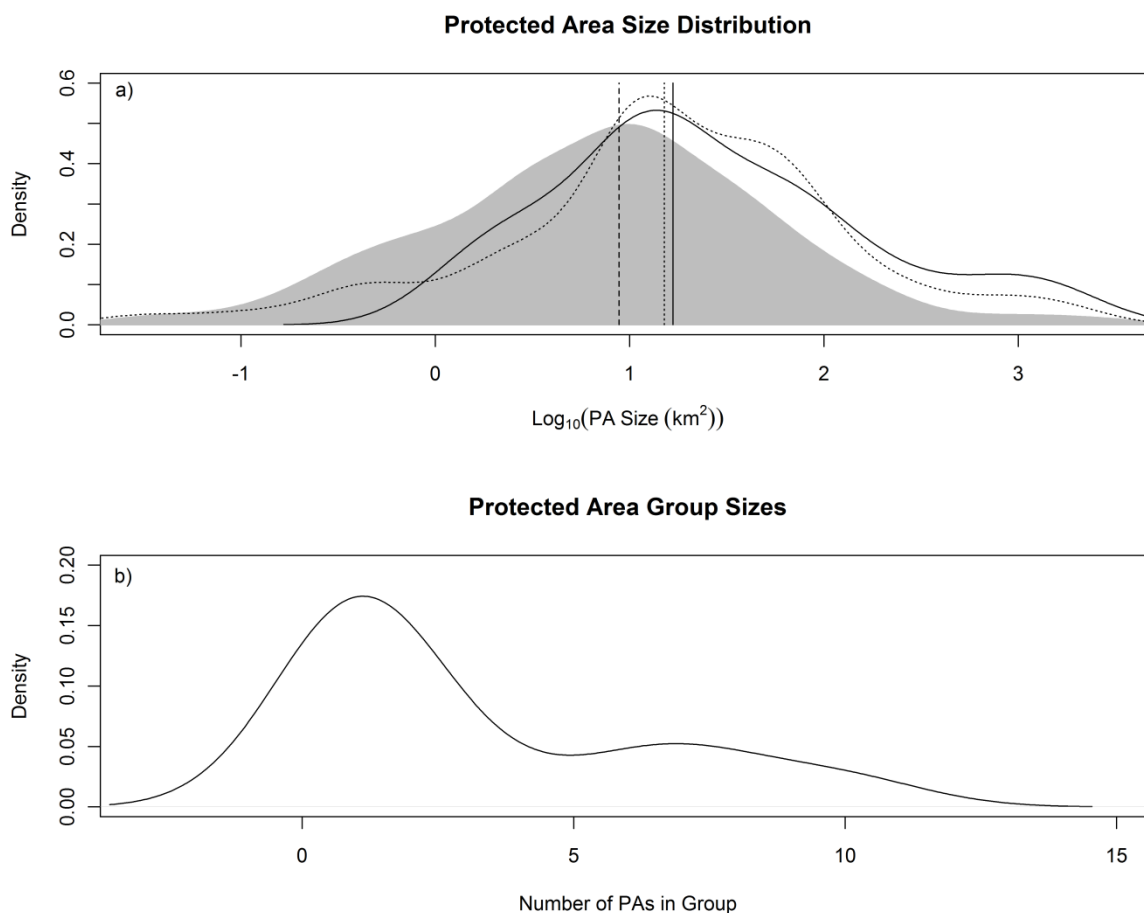 Protected Area Size Distribution
a)
Density
0.6
0.4
0.2
0.0
-1 0 1 2 3
Log₁₀(PA Size (km²))
Protected Area Group Sizes
b)
Density
0.20
0.15
0.10
0.05
0.00
0 5 10 15
Number of PAs in Group